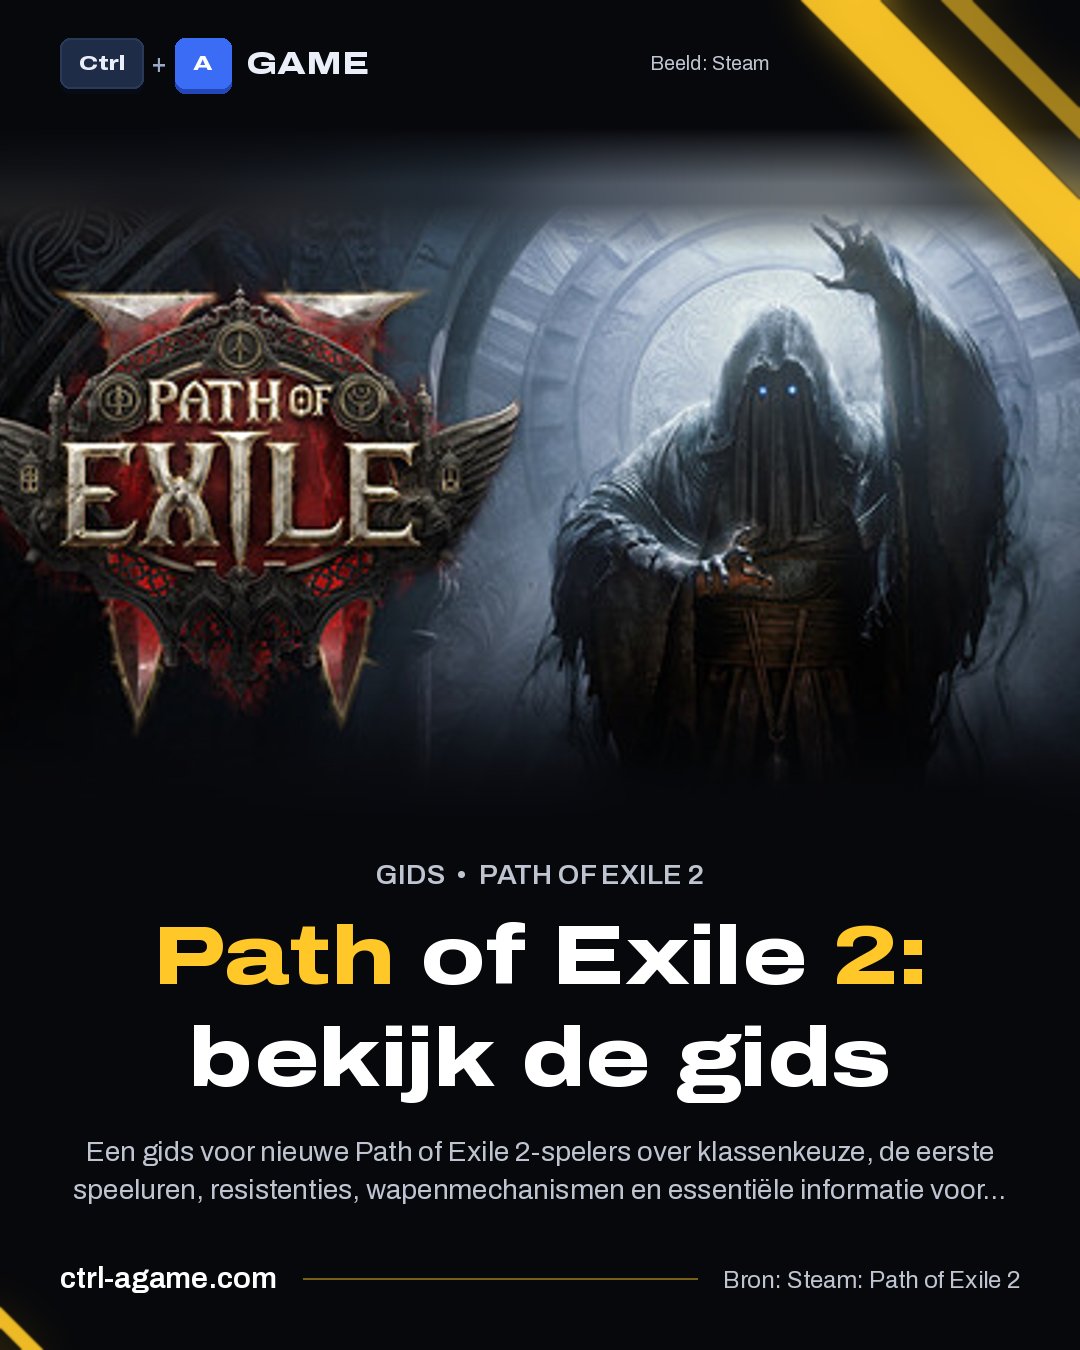 Ctrl + A GAME
Beeld: Steam
PATH OF
EXILE
II
GIDS • PATH OF EXILE 2
Path of Exile 2:
bekijk de gids
Een gids voor nieuwe Path of Exile 2-spelers over klassenkeuze, de eerste
speeluren, resistenties, wapenmechanismen en essentiële informatie voor...
ctrl-agame.com
Bron: Steam: Path of Exile 2